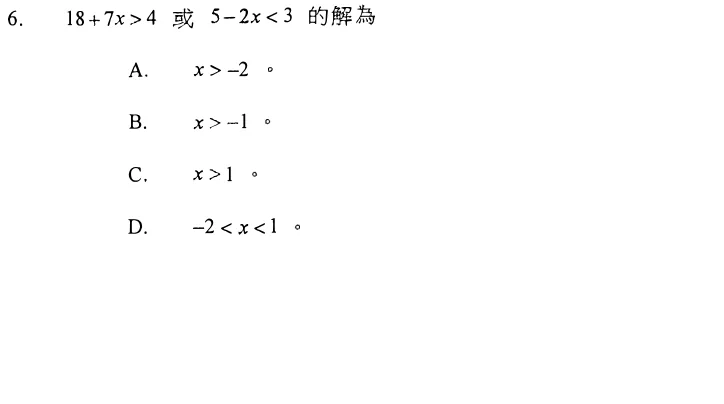 6. 18+7x>4 或 5−2x<3 的解為
A. x>−2 。
B. x>−1 。
C. x>1 。
D. −2<x<1 。